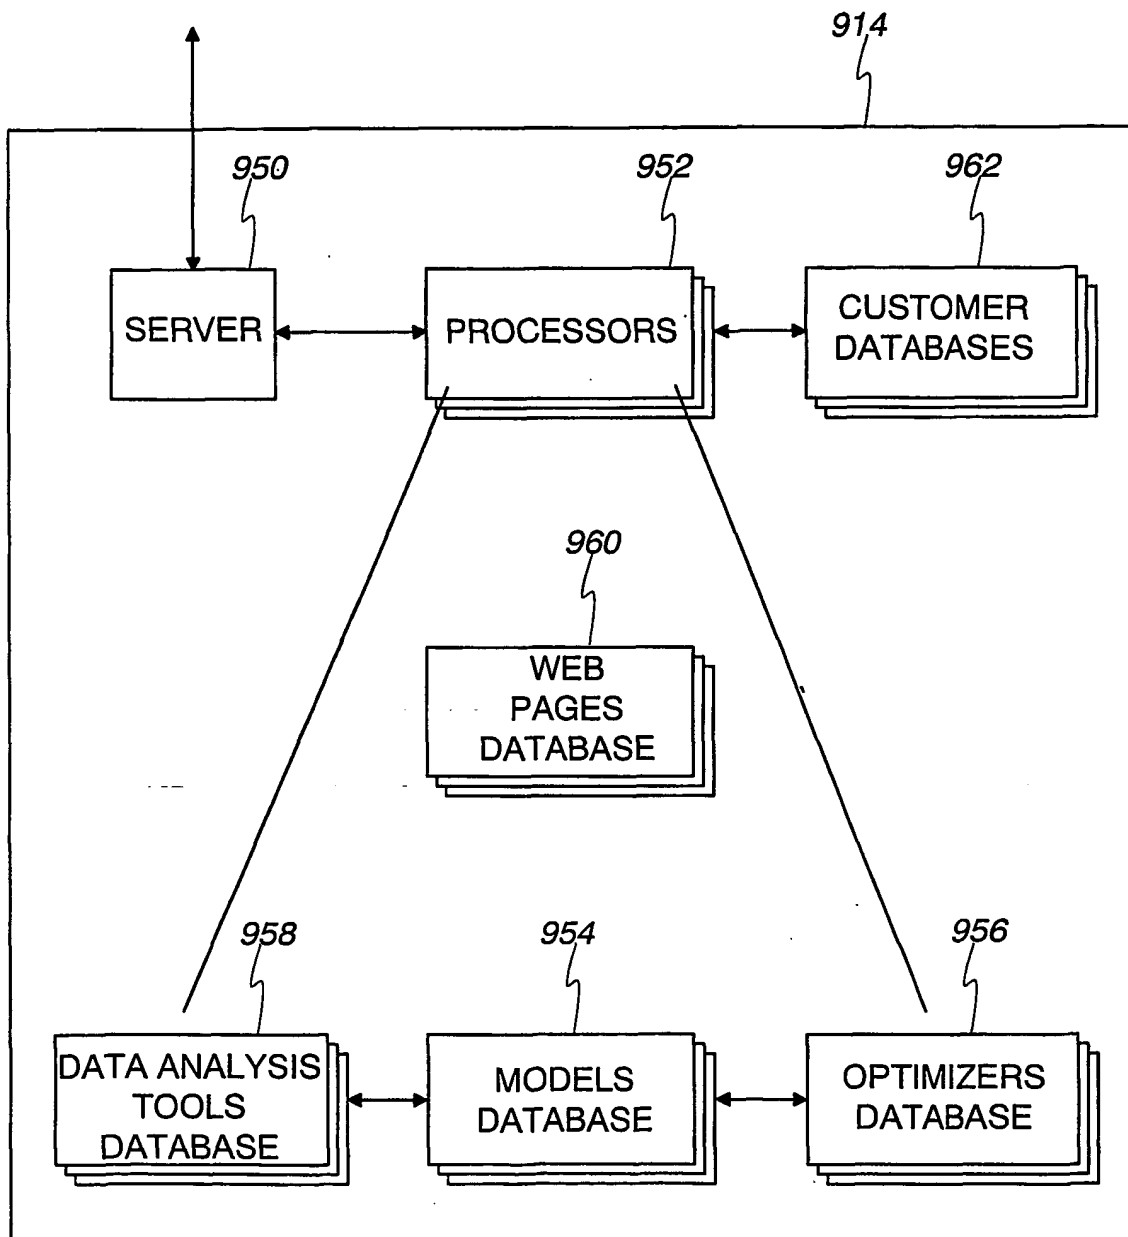 914
950
952
962
SERVER
PROCESSORS
CUSTOMER
DATABASES
960
WEB
PAGES
DATABASE
958
954
956
DATA ANALYSIS
TOOLS
DATABASE
MODELS
DATABASE
OPTIMIZERS
DATABASE